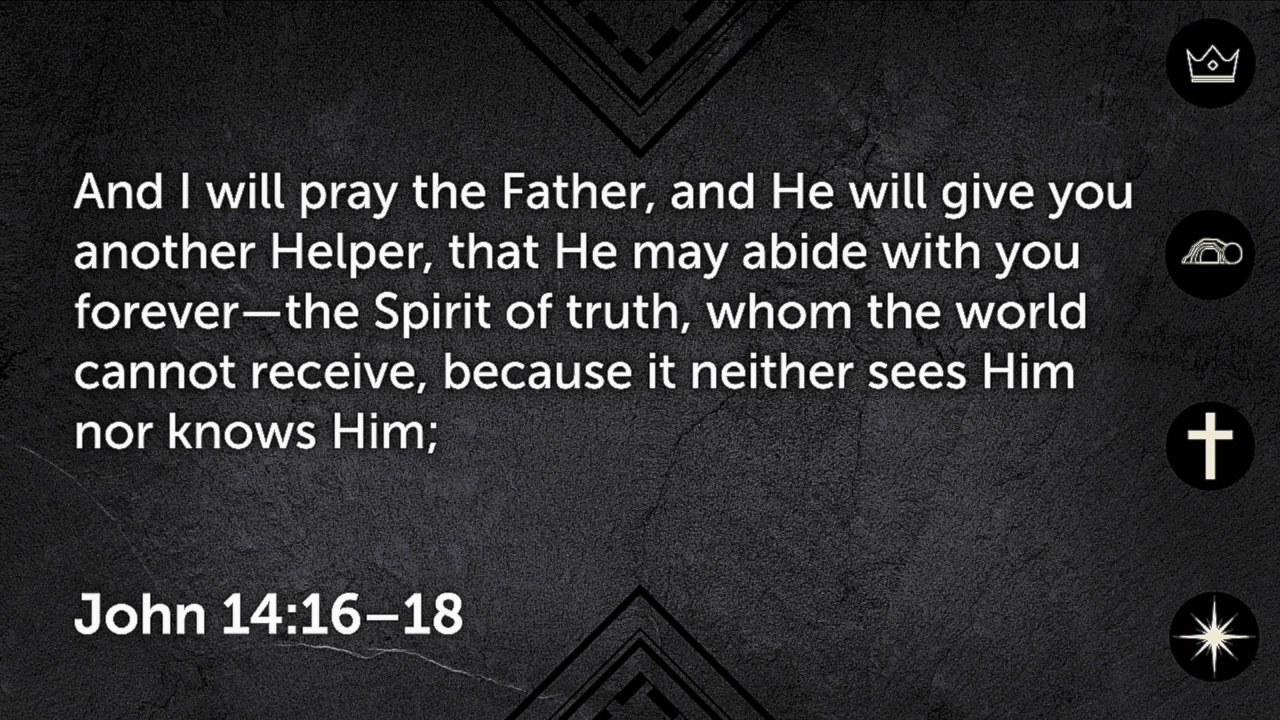 And I will pray the Father, and He will give you
another Helper, that He may abide with you
forever—the Spirit of truth, whom the world
cannot receive, because it neither sees Him
nor knows Him;
John 14:16–18